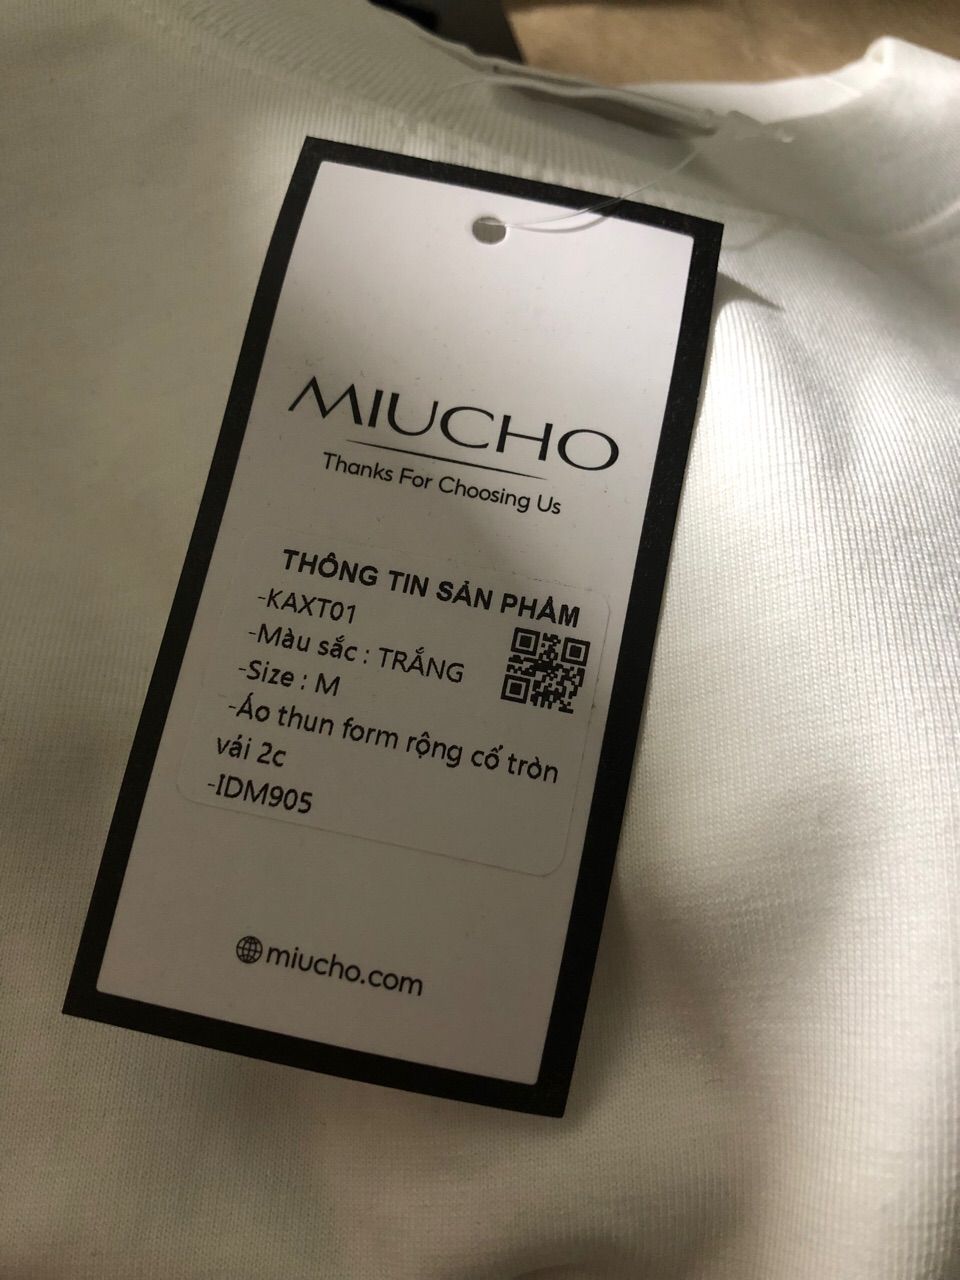 MIUCHO
Thanks For Choosing Us
THÔNG TIN SẢN PHẨM
-KAXT01
-Màu sắc : TRẮNG
-Size : M
-Áo thun form rộng cổ tròn
vải 2c
-IDM905
miucho.com